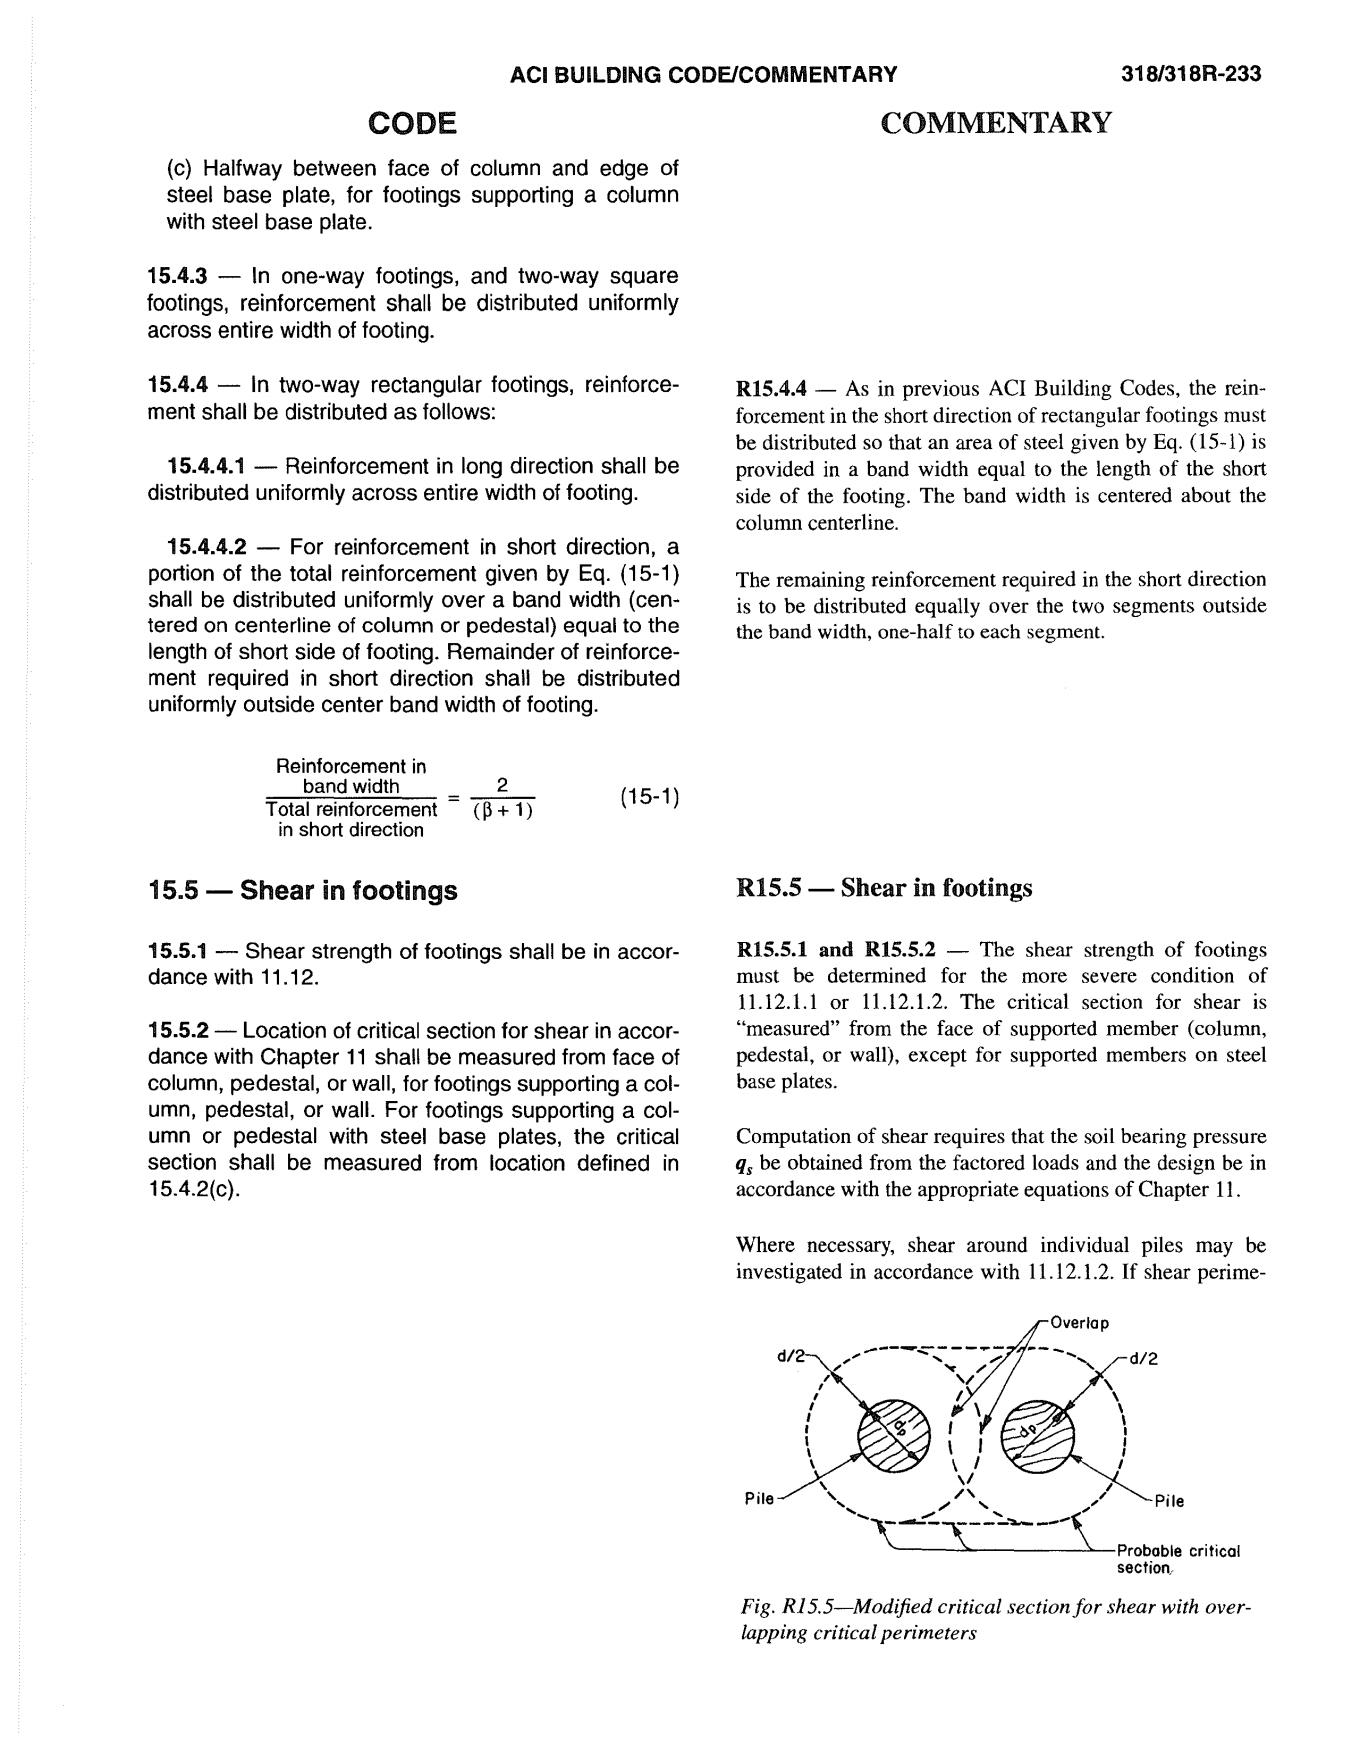 ACI BUILDING CODE/COMMENTARY 318/318R-233
CODE
(c) Halfway between face of column and edge of
steel base plate, for footings supporting a column
with steel base plate.
15.4.3 — In one-way footings, and two-way square
footings, reinforcement shall be distributed uniformly
across entire width of footing.
15.4.4 — In two-way rectangular footings, reinforce-
ment shall be distributed as follows:
15.4.4.1 — Reinforcement in long direction shall be
distributed uniformly across entire width of footing.
15.4.4.2 — For reinforcement in short direction, a
portion of the total reinforcement given by Eq. (15-1)
shall be distributed uniformly over a band width (cen-
tered on centerline of column or pedestal) equal to the
length of short side of footing. Remainder of reinforce-
ment required in short direction shall be distributed
uniformly outside center band width of footing.
Reinforcement in
band width
Total reinforcement
in short direction
=
2
(β + 1)
(15-1)
15.5 — Shear in footings
15.5.1 — Shear strength of footings shall be in accor-
dance with 11.12.
15.5.2 — Location of critical section for shear in accor-
dance with Chapter 11 shall be measured from face of
column, pedestal, or wall, for footings supporting a col-
umn, pedestal, or wall. For footings supporting a col-
umn or pedestal with steel base plates, the critical
section shall be measured from location defined in
15.4.2(c).
COMMENTARY
R15.4.4 — As in previous ACI Building Codes, the rein-
forcement in the short direction of rectangular footings must
be distributed so that an area of steel given by Eq. (15-1) is
provided in a band width equal to the length of the short
side of the footing. The band width is centered about the
column centerline.
The remaining reinforcement required in the short direction
is to be distributed equally over the two segments outside
the band width, one-half to each segment.
R15.5 — Shear in footings
R15.5.1 and R15.5.2 — The shear strength of footings
must be determined for the more severe condition of
11.12.1.1 or 11.12.1.2. The critical section for shear is
“measured” from the face of supported member (column,
pedestal, or wall), except for supported members on steel
base plates.
Computation of shear requires that the soil bearing pressure
qs be obtained from the factored loads and the design be in
accordance with the appropriate equations of Chapter 11.
Where necessary, shear around individual piles may be
investigated in accordance with 11.12.1.2. If shear perime-
Overlap
d/2
d/2
dp
dp
Pile
Pile
Probable critical
section
Fig. R15.5—Modified critical section for shear with over-
lapping critical perimeters